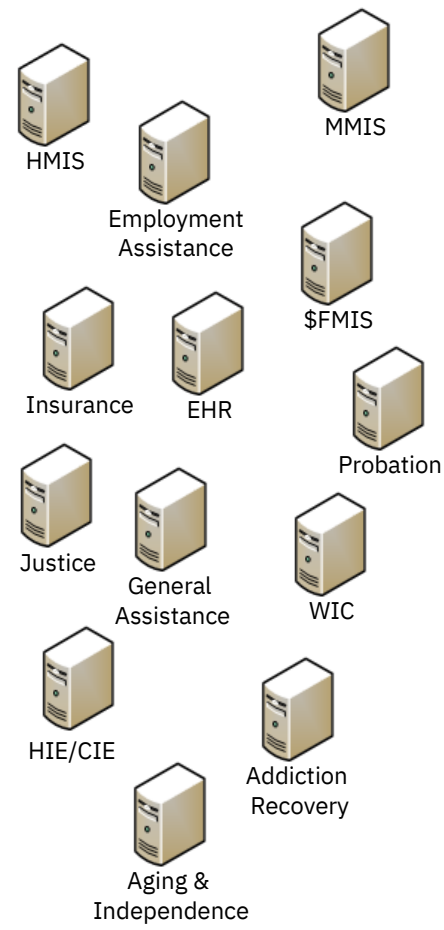 MMIS
HMIS
Employment
Assistance
$FMIS
Insurance
EHR
Probation
Justice
General
Assistance
WIC
HIE/CIE
Addiction
Recovery
Aging &
Independence